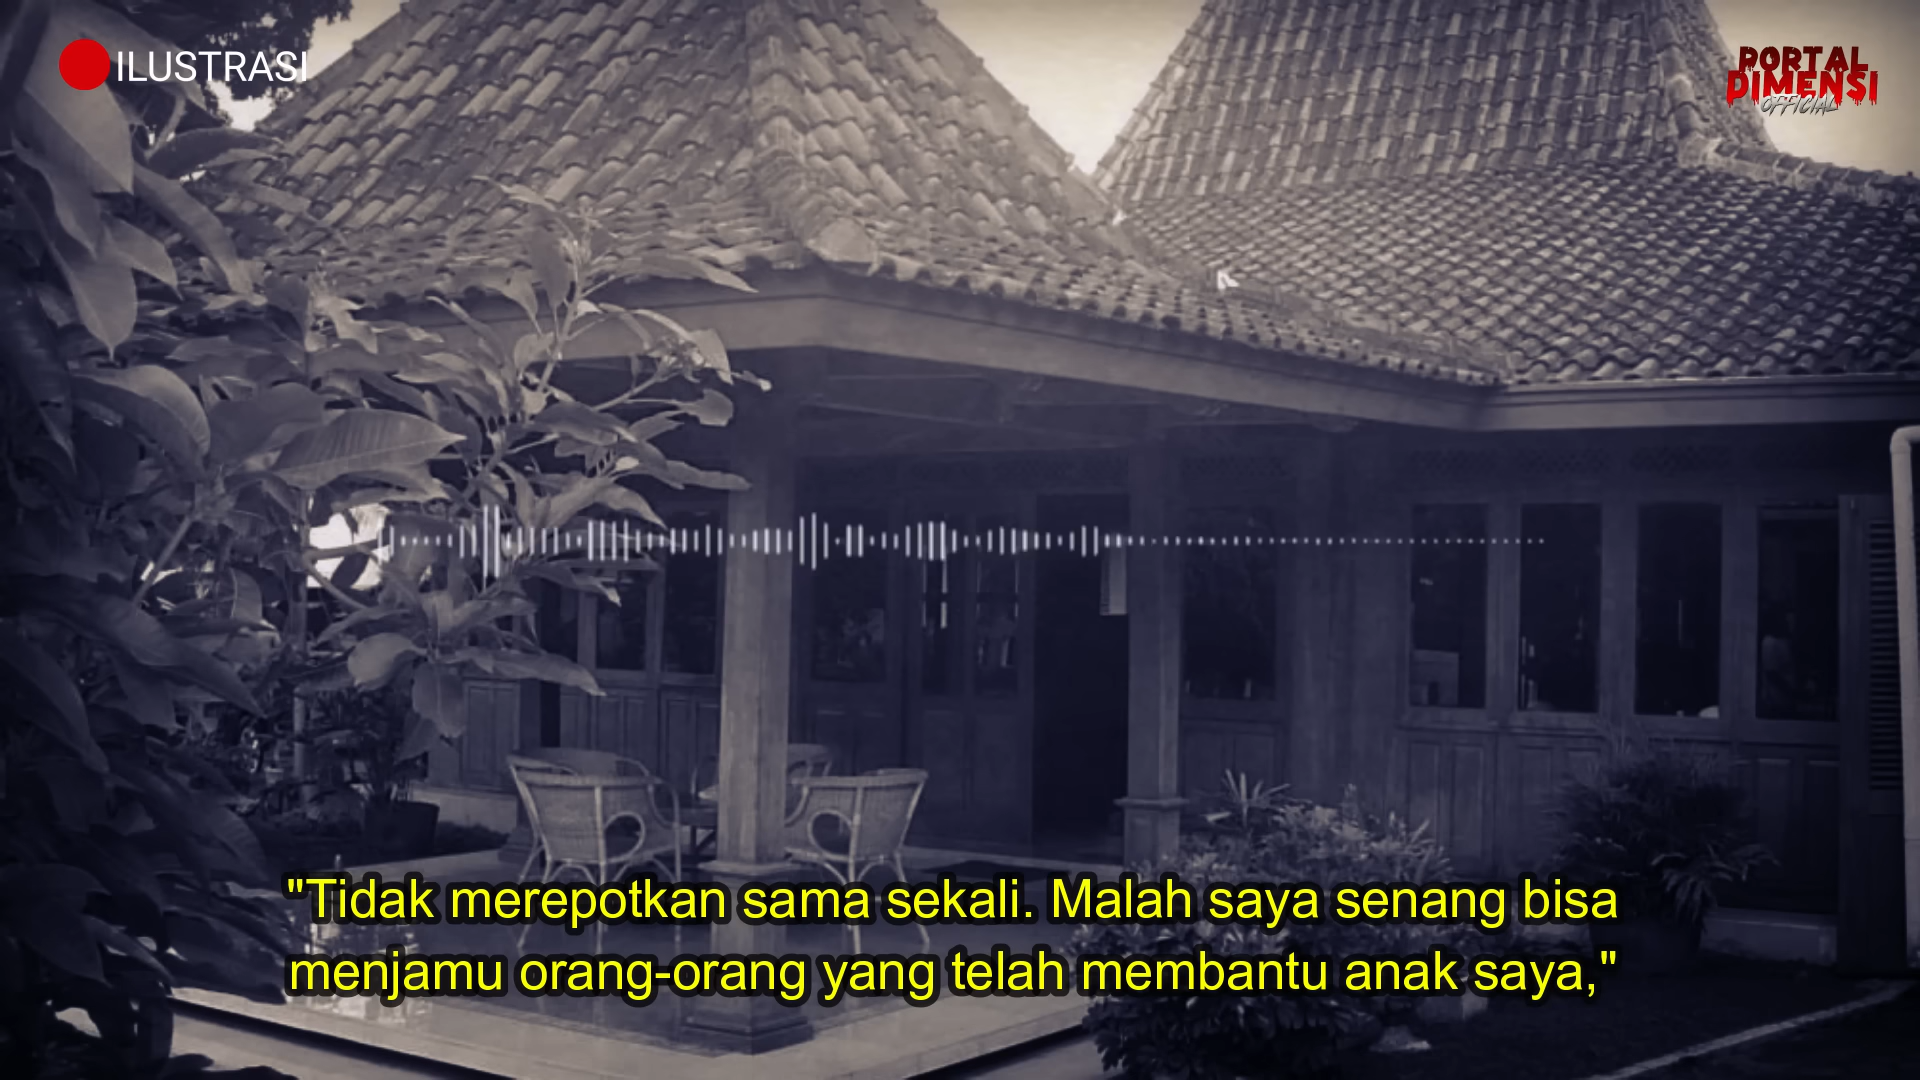 ILUSTRASI
PORTAL
DIMENSI
OFFICIAL
"Tidak merepotkan sama sekali. Malah saya senang bisa
menjamu orang-orang yang telah membantu anak saya,"